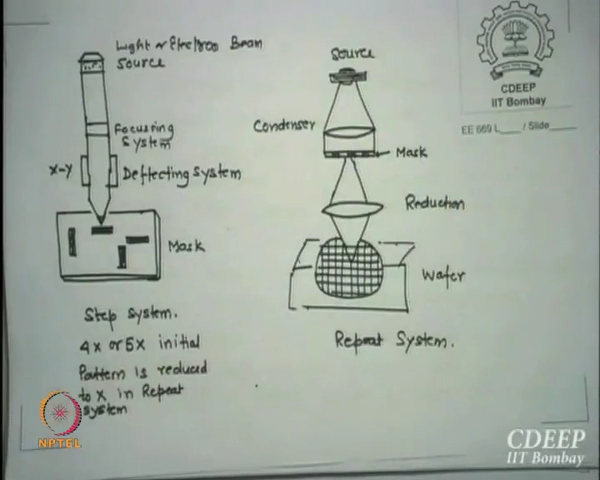 Light or Electron Beam
Source
Focussing
System
X-Y
Deflecting System
Mask
Step System.
4X or 5X initial
Pattern is reduced
to X in Repeat
System
Source
Condenser
Mask
Reduction
Wafer
Repeat System.
CDEEP
IIT Bombay
EE 669 L___ / Slide___
NPTEL
CDEEP
IIT Bombay